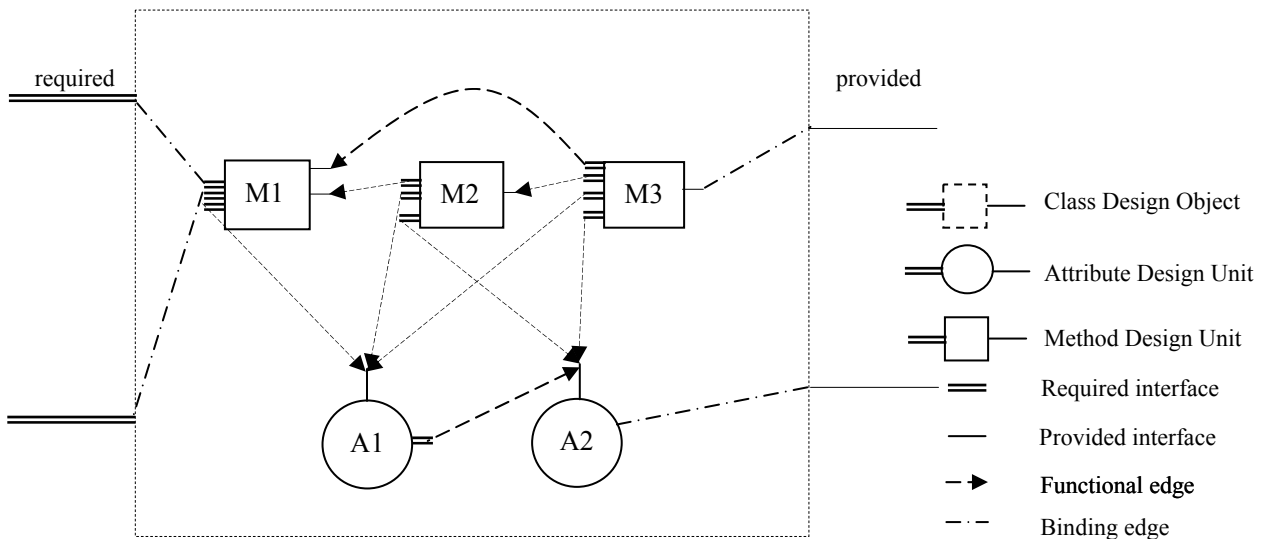 required
provided
M1
M2
M3
A1
A2
Class Design Object
Attribute Design Unit
Method Design Unit
Required interface
Provided interface
Functional edge
Binding edge